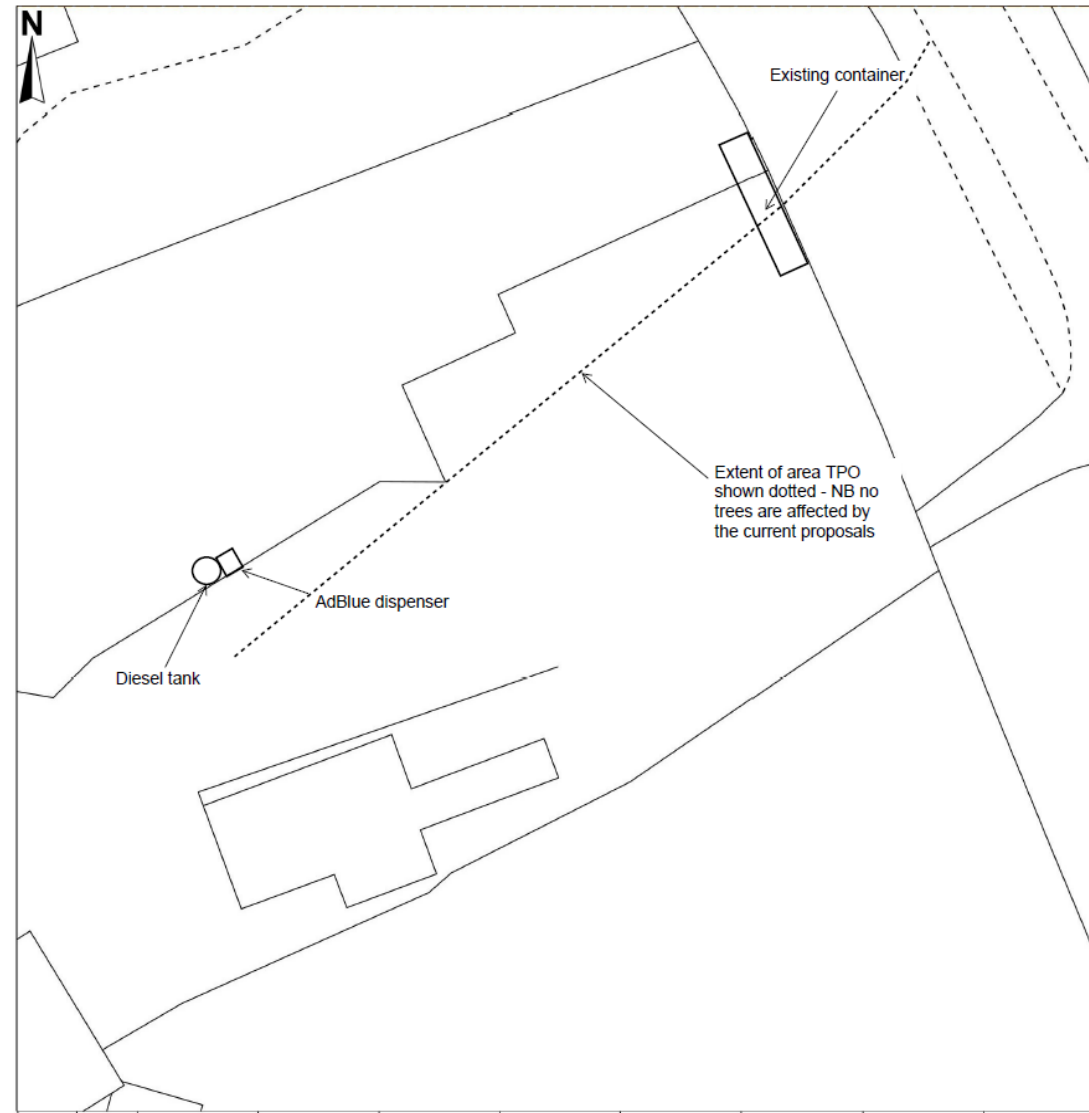 N
Existing container
Extent of area TPO
shown dotted - NB no
trees are affected by
the current proposals
AdBlue dispenser
Diesel tank